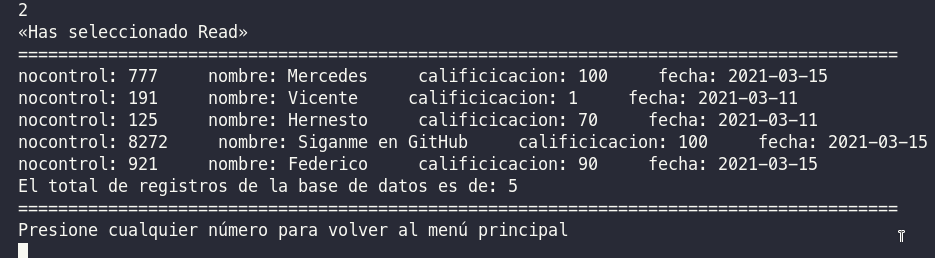 2
«Has seleccionado Read»
========================================================================================
nocontrol: 777     nombre: Mercedes     calificicacion: 100     fecha: 2021-03-15
nocontrol: 191     nombre: Vicente     calificicacion: 1     fecha: 2021-03-11
nocontrol: 125     nombre: Hernesto     calificicacion: 70     fecha: 2021-03-11
nocontrol: 8272     nombre: Siganme en GitHub     calificicacion: 100     fecha: 2021-03-15
nocontrol: 921     nombre: Federico     calificicacion: 90     fecha: 2021-03-15
El total de registros de la base de datos es de: 5
========================================================================================
Presione cualquier número para volver al menú principal